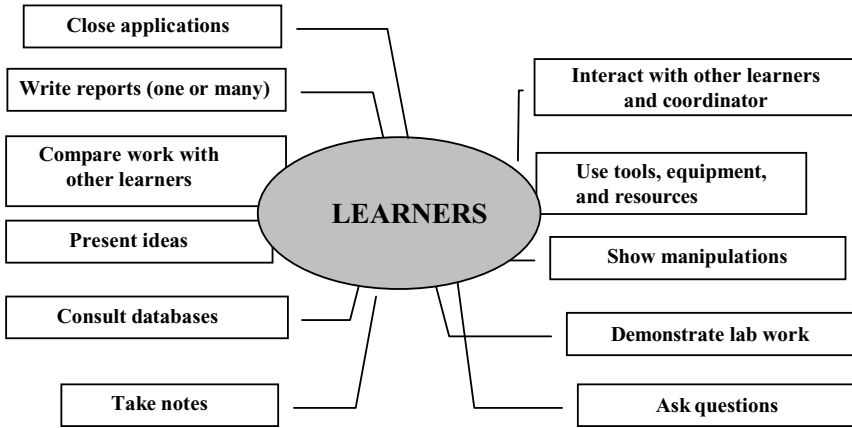 Close applications
Write reports (one or many)
Compare work with
other learners
Present ideas
Consult databases
Take notes
LEARNERS
Interact with other learners
and coordinator
Use tools, equipment,
and resources
Show manipulations
Demonstrate lab work
Ask questions